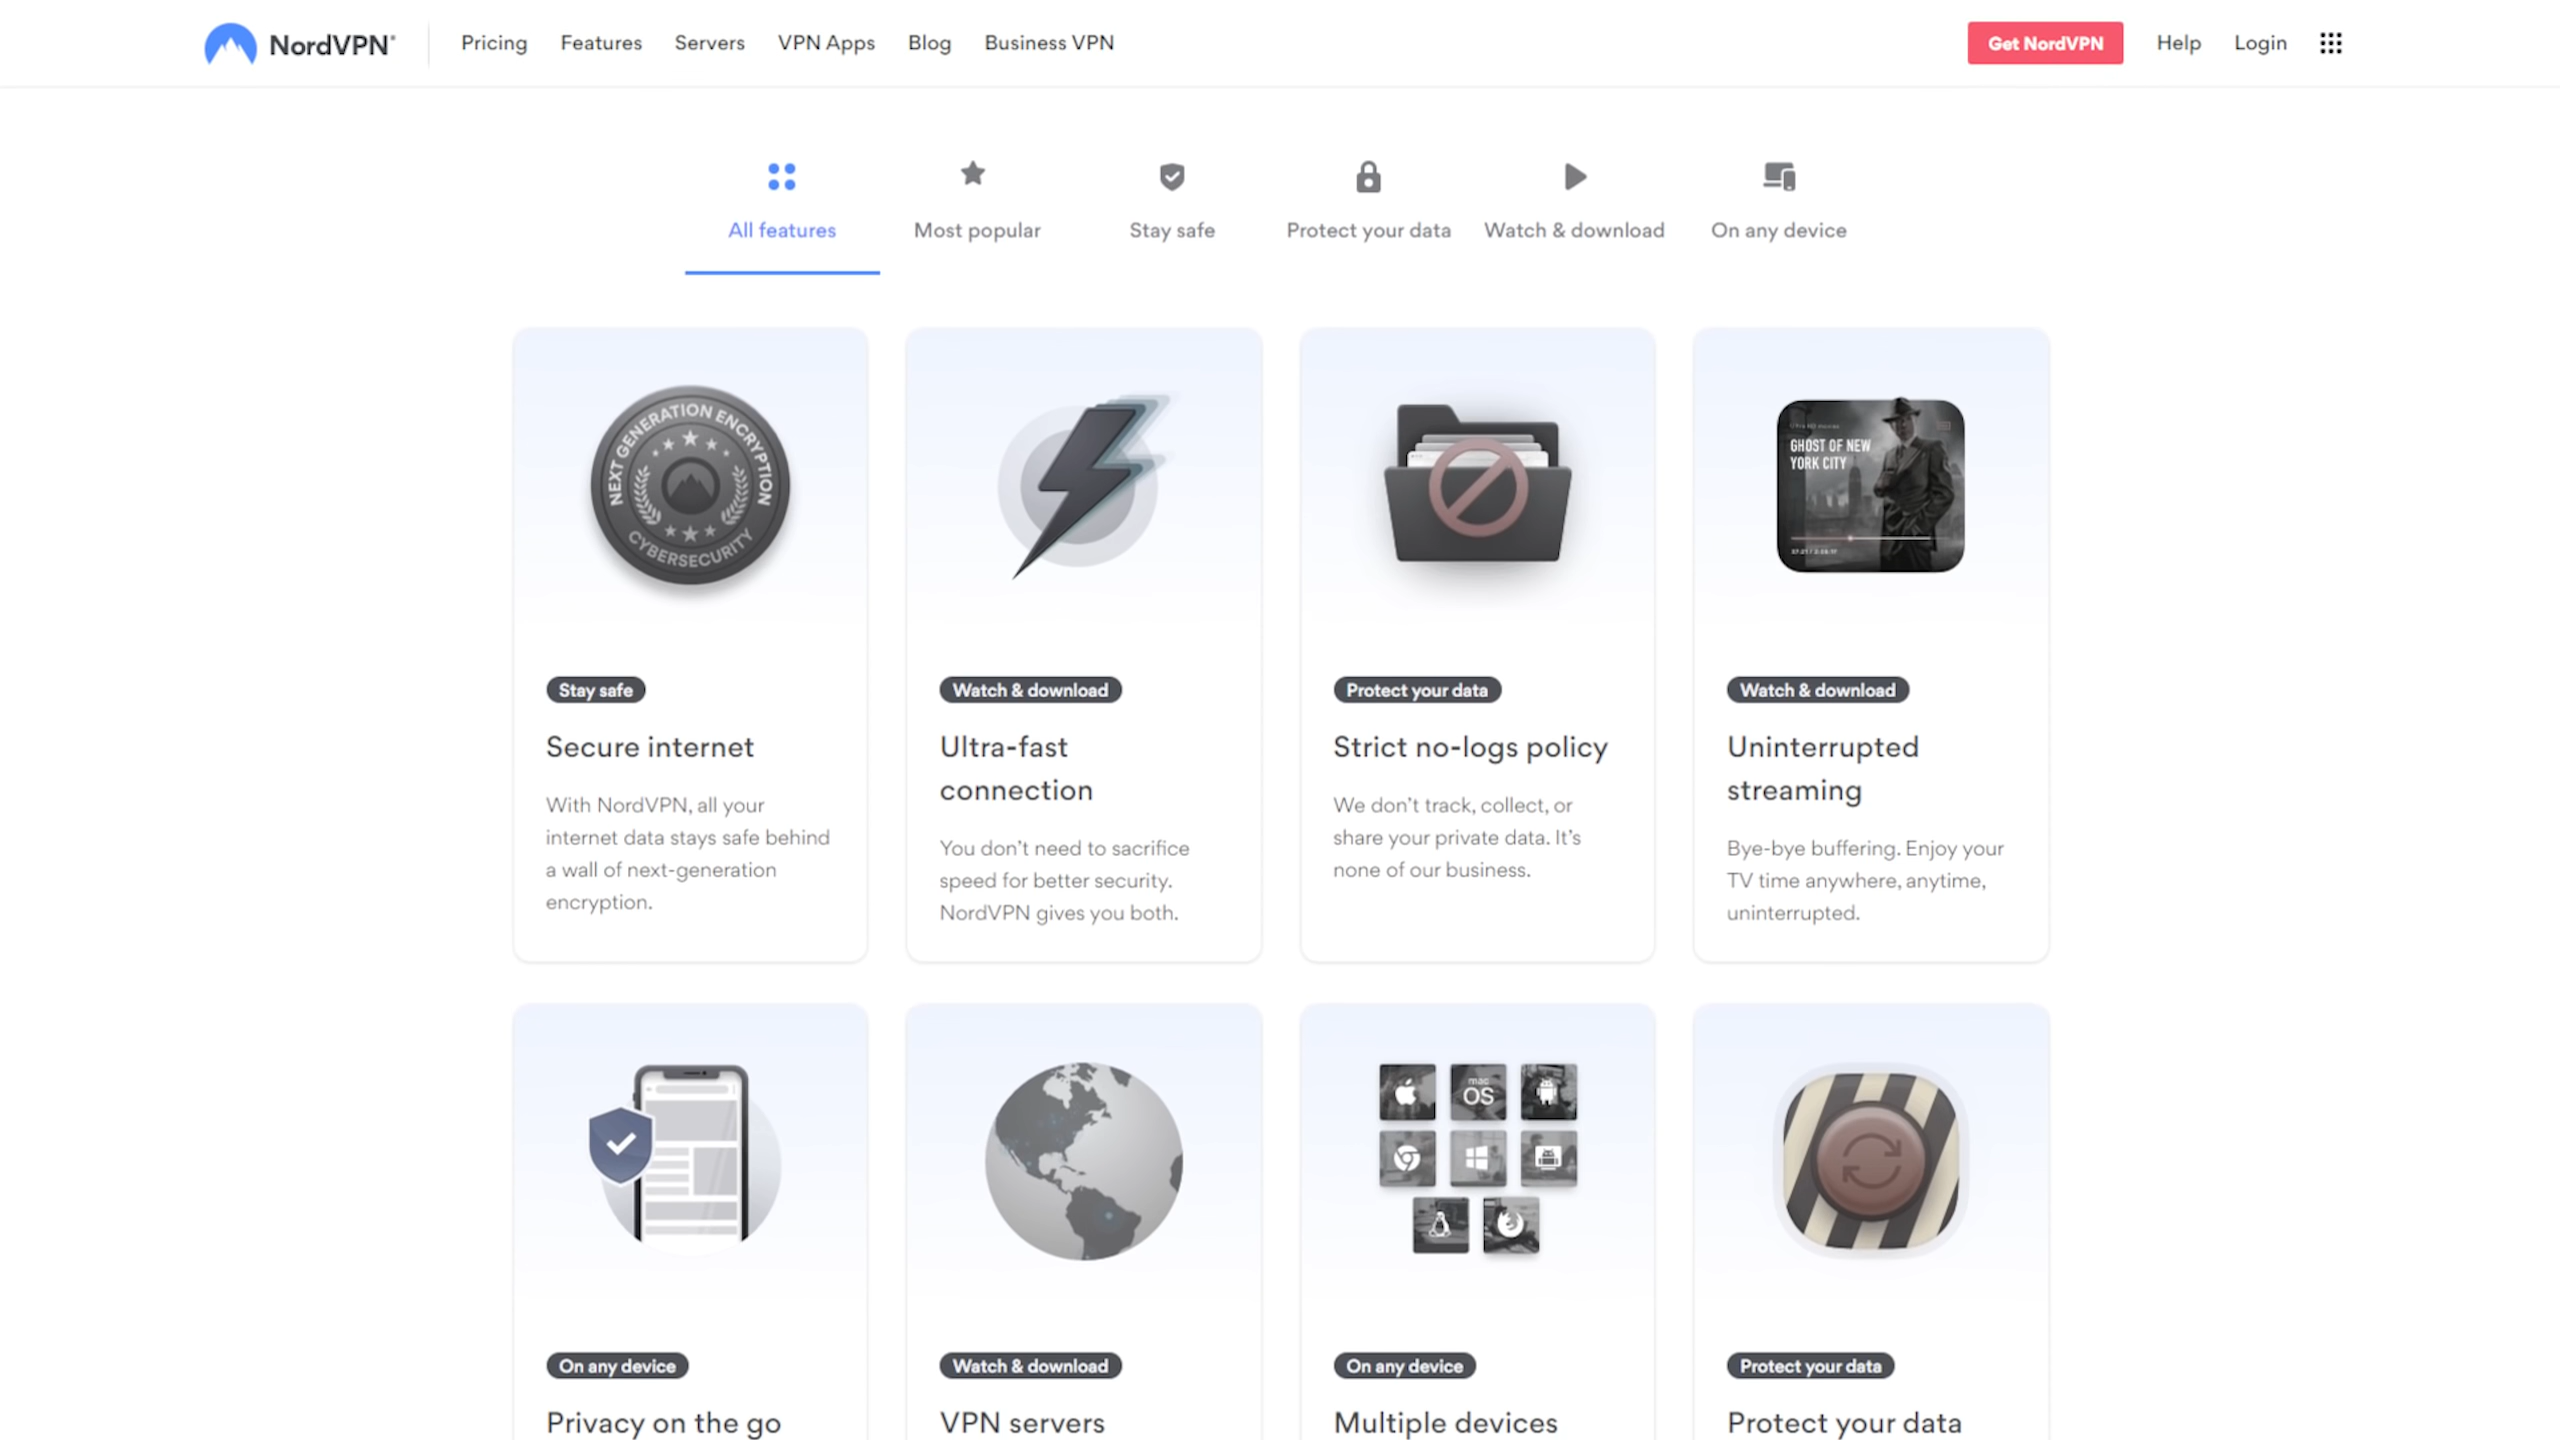 NordVPN®
Pricing
Features
Servers
VPN Apps
Blog
Business VPN
Get NordVPN
Help
Login
All features
Most popular
Stay safe
Protect your data
Watch & download
On any device
NEXT GENERATION ENCRYPTION
CYBERSECURITY
GHOST OF NEW
YORK CITY
Stay safe
Secure internet
With NordVPN, all your
internet data stays safe behind
a wall of next-generation
encryption.
Watch & download
Ultra-fast
connection
You don’t need to sacrifice
speed for better security.
NordVPN gives you both.
Protect your data
Strict no-logs policy
We don’t track, collect, or
share your private data. It’s
none of our business.
Watch & download
Uninterrupted
streaming
Bye-bye buffering. Enjoy your
TV time anywhere, anytime,
uninterrupted.
mac
OS
On any device
Privacy on the go
Watch & download
VPN servers
On any device
Multiple devices
Protect your data
Protect your data